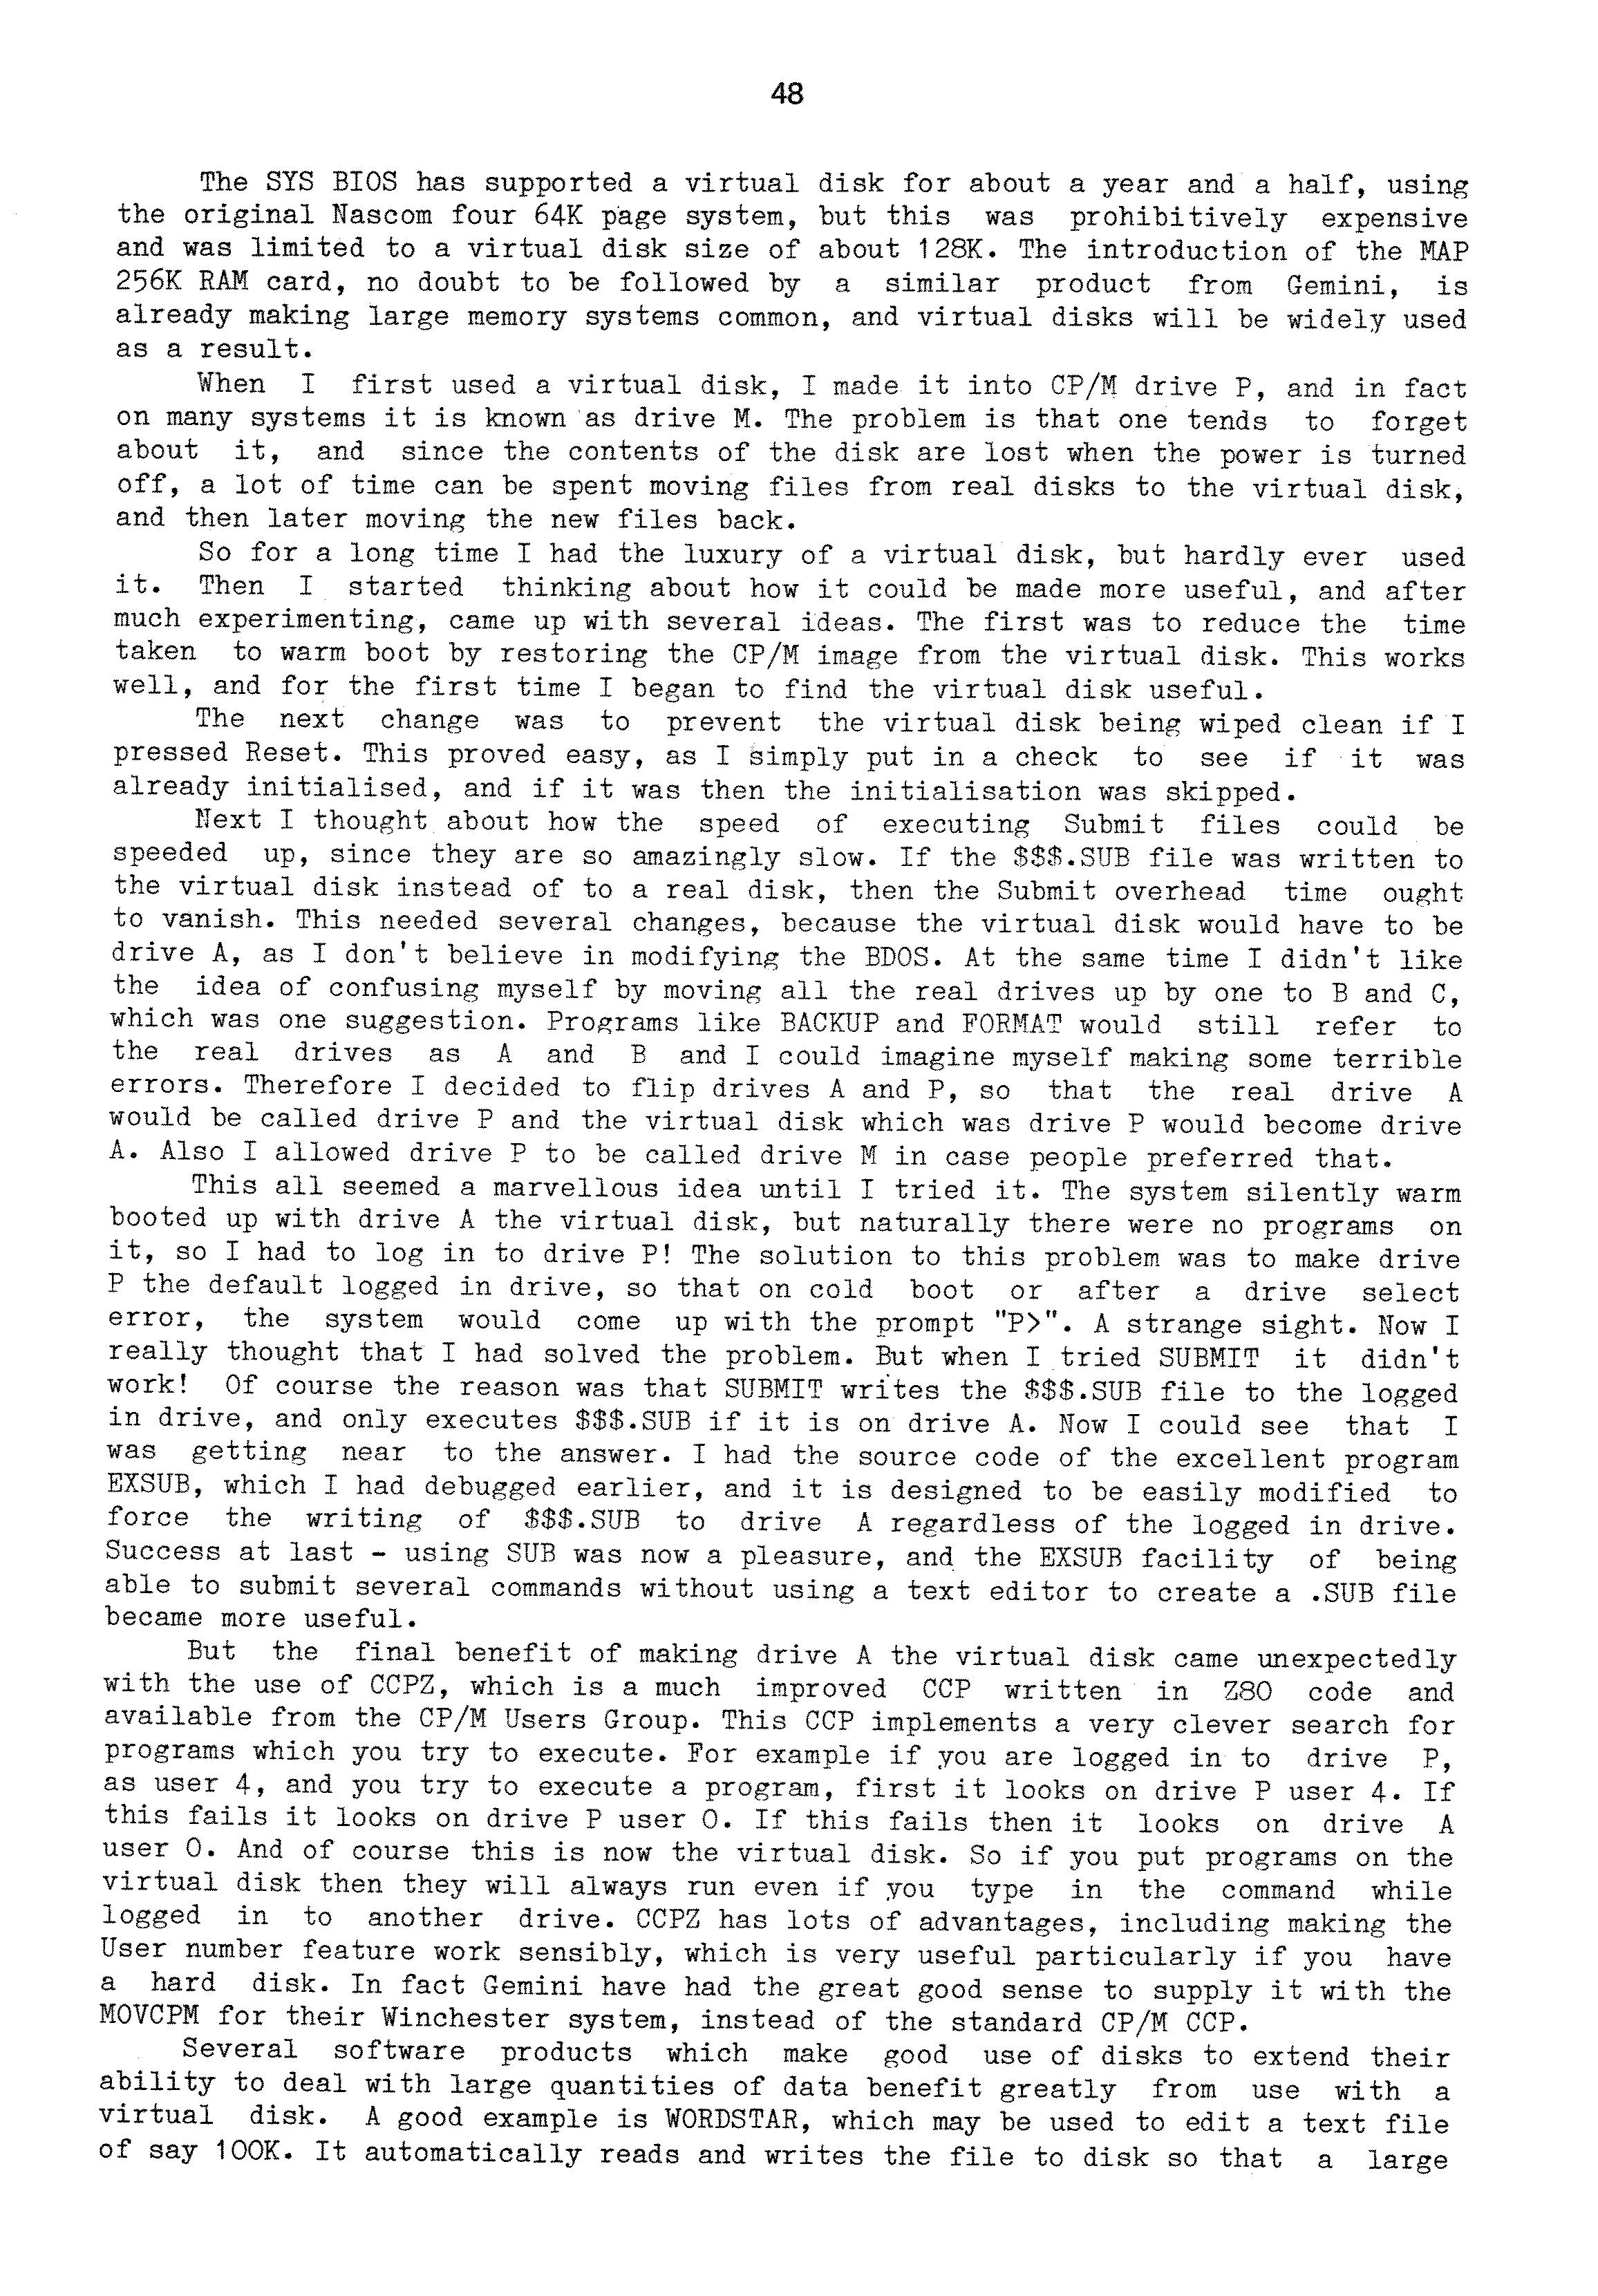 48
The SYS BIOS has supported a virtual disk for about a year and a half, using
the original Nascom four 64K page system, but this was prohibitively expensive
and was limited to a virtual disk size of about 128K. The introduction of the MAP
256K RAM card, no doubt to be followed by a similar product from Gemini, is
already making large memory systems common, and virtual disks will be widely used
as a result.
When I first used a virtual disk, I made it into CP/M drive P, and in fact
on many systems it is known as drive M. The problem is that one tends to forget
about it, and since the contents of the disk are lost when the power is turned
off, a lot of time can be spent moving files from real disks to the virtual disk,
and then later moving the new files back.
So for a long time I had the luxury of a virtual disk, but hardly ever used
it. Then I started thinking about how it could be made more useful, and after
much experimenting, came up with several ideas. The first was to reduce the time
taken to warm boot by restoring the CP/M image from the virtual disk. This works
well, and for the first time I began to find the virtual disk useful.
The next change was to prevent the virtual disk being wiped clean if I
pressed Reset. This proved easy, as I simply put in a check to see if it was
already initialised, and if it was then the initialisation was skipped.
Next I thought about how the speed of executing Submit files could be
speeded up, since they are so amazingly slow. If the $$$.SUB file was written to
the virtual disk instead of to a real disk, then the Submit overhead time ought
to vanish. This needed several changes, because the virtual disk would have to be
drive A, as I don't believe in modifying the BDOS. At the same time I didn't like
the idea of confusing myself by moving all the real drives up by one to B and C,
which was one suggestion. Programs like BACKUP and FORMAT would still refer to
the real drives as A and B and I could imagine myself making some terrible
errors. Therefore I decided to flip drives A and P, so that the real drive A
would be called drive P and the virtual disk which was drive P would become drive
A. Also I allowed drive P to be called drive M in case people preferred that.
This all seemed a marvellous idea until I tried it. The system silently warm
booted up with drive A the virtual disk, but naturally there were no programs on
it, so I had to log in to drive P! The solution to this problem was to make drive
P the default logged in drive, so that on cold boot or after a drive select
error, the system would come up with the prompt "P>". A strange sight. Now I
really thought that I had solved the problem. But when I tried SUBMIT it didn't
work! Of course the reason was that SUBMIT writes the $$$.SUB file to the logged
in drive, and only executes $$$.SUB if it is on drive A. Now I could see that I
was getting near to the answer. I had the source code of the excellent program
EXSUB, which I had debugged earlier, and it is designed to be easily modified to
force the writing of $$$.SUB to drive A regardless of the logged in drive.
Success at last - using SUB was now a pleasure, and the EXSUB facility of being
able to submit several commands without using a text editor to create a .SUB file
became more useful.
But the final benefit of making drive A the virtual disk came unexpectedly
with the use of CCPZ, which is a much improved CCP written in Z80 code and
available from the CP/M Users Group. This CCP implements a very clever search for
programs which you try to execute. For example if you are logged in to drive P,
as user 4, and you try to execute a program, first it looks on drive P user 4. If
this fails it looks on drive P user 0. If this fails then it looks on drive A
user 0. And of course this is now the virtual disk. So if you put programs on the
virtual disk then they will always run even if you type in the command while
logged in to another drive. CCPZ has lots of advantages, including making the
User number feature work sensibly, which is very useful particularly if you have
a hard disk. In fact Gemini have had the great good sense to supply it with the
MOVCPM for their Winchester system, instead of the standard CP/M CCP.
Several software products which make good use of disks to extend their
ability to deal with large quantities of data benefit greatly from use with a
virtual disk. A good example is WORDSTAR, which may be used to edit a text file
of say 100K. It automatically reads and writes the file to disk so that a large